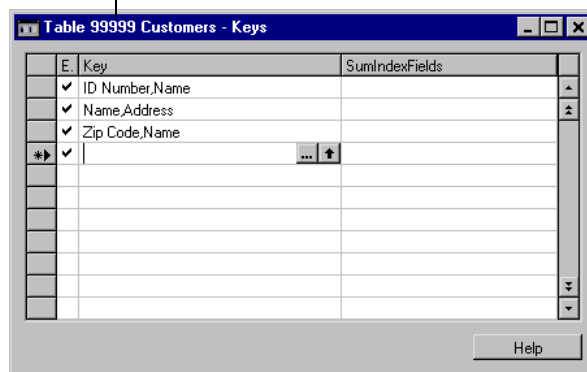 Table 99999 Customers - Keys
E. Key SumIndexFields
ID Number,Name
Name,Address
Zip Code,Name
...
Help